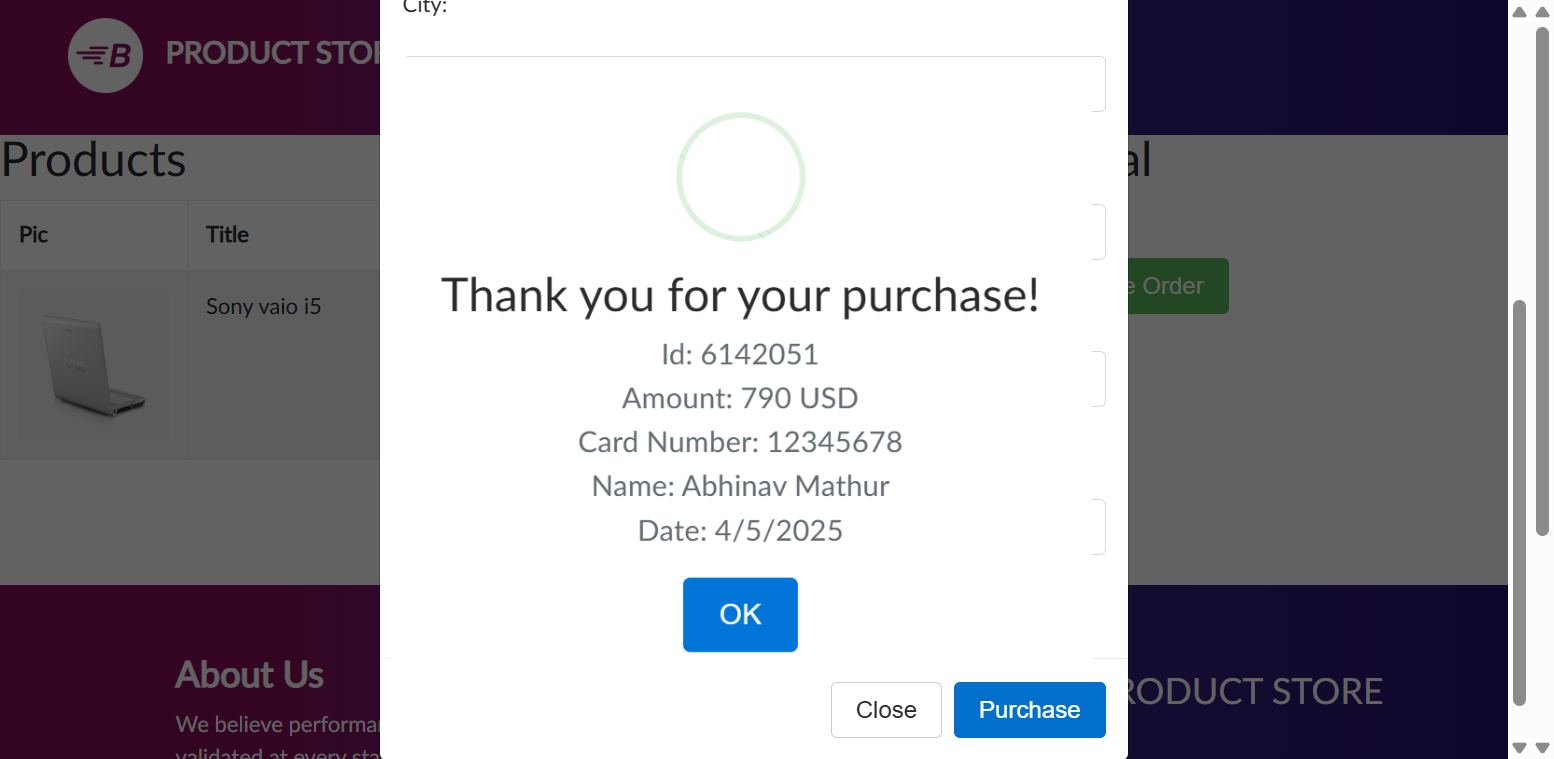 City:
B PRODUCT STOR
Products
al
Pic
Title
Sony vaio i5
e Order
Thank you for your purchase!
Id: 6142051
Amount: 790 USD
Card Number: 12345678
Name: Abhinav Mathur
Date: 4/5/2025
OK
Close
Purchase
About Us
We believe performan
validated at every sta
RODUCT STORE